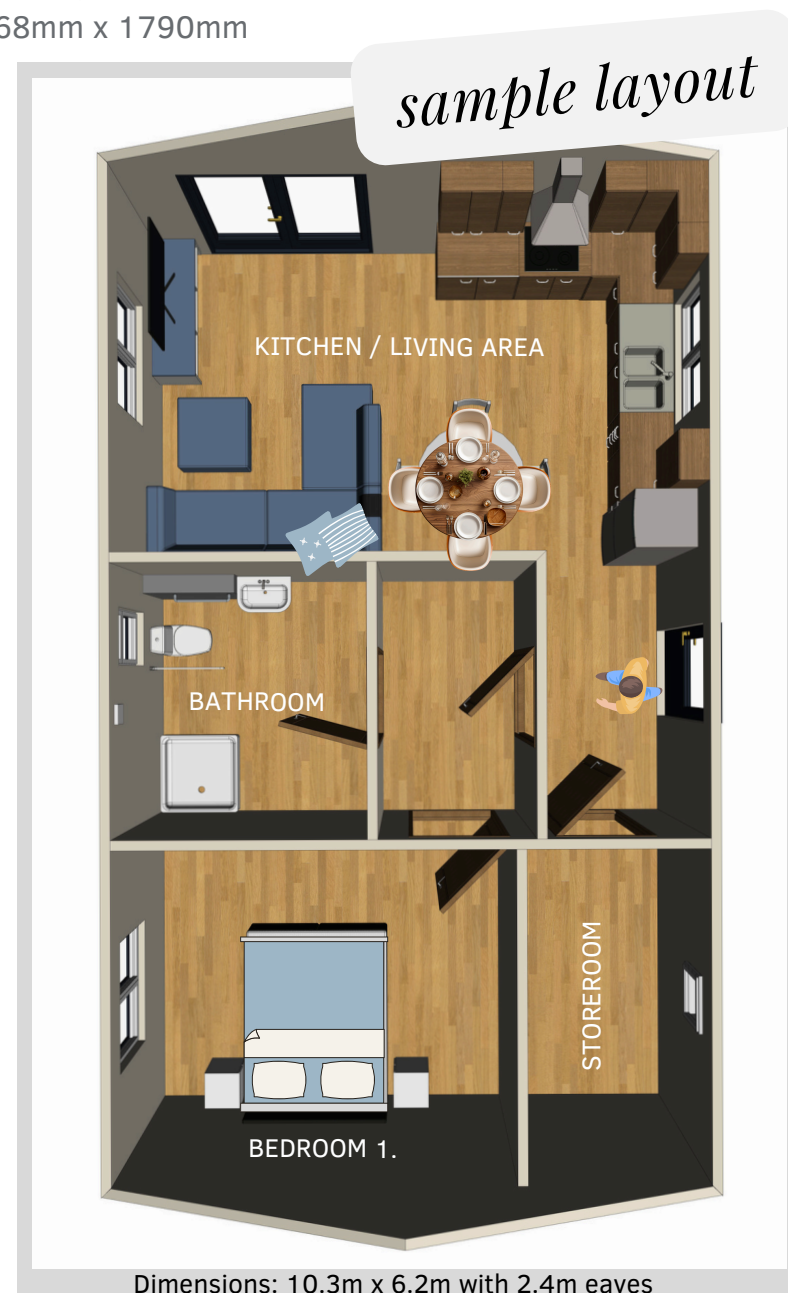 68mm x 1790mm
sample layout
KITCHEN / LIVING AREA
BATHROOM
STOREROOM
BEDROOM 1.
Dimensions: 10.3m x 6.2m with 2.4m eaves